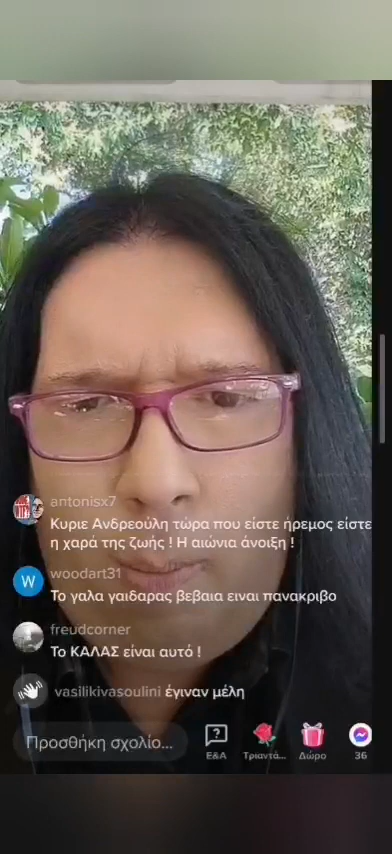 antonisx7
Κυριε Ανδρεούλη τώρα που είστε ήρεμος είστε
η χαρά της ζωής ! Η αιώνια άνοιξη !
W
woodart31
Το γαλα γαιδαρας βεβαια ειναι πανακριβο
freudcorner
Το ΚΑΛΑΣ είναι αυτό !
vasilikivasoulini έγιναν μέλη
Προσθήκη σχολίο...
Ε&Α
Τριαντά...
Δώρο
36